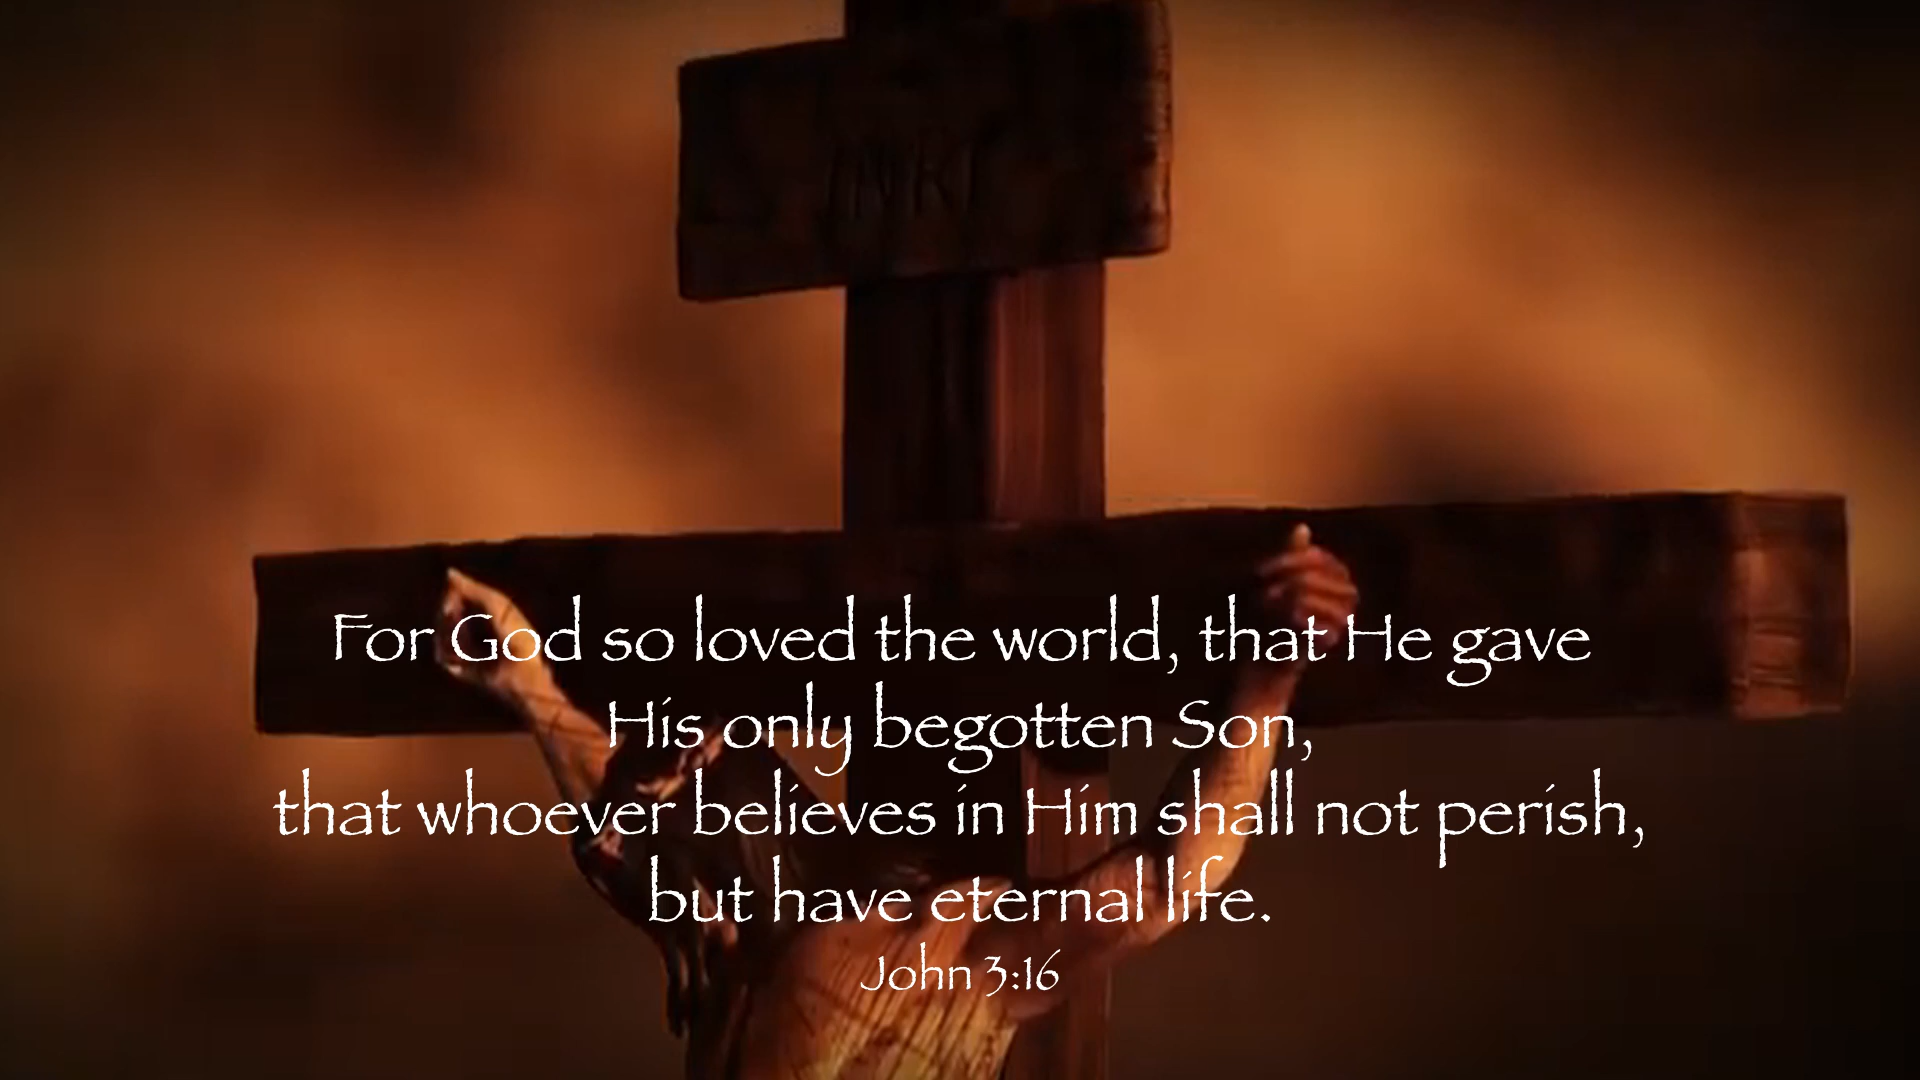 INRI
For God so loved the world, that He gave
His only begotten Son,
that whoever believes in Him shall not perish,
but have eternal life.
John 3:16